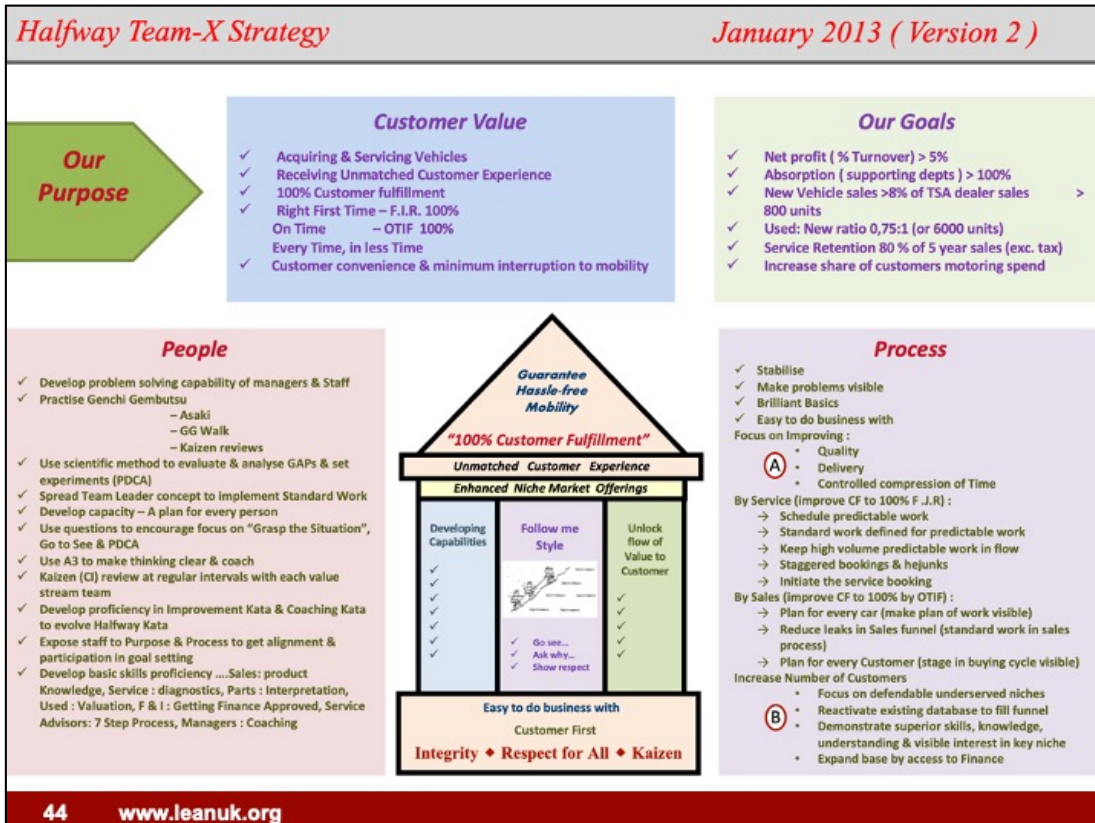 Halfway Team-X Strategy
January 2013 ( Version 2 )
Our
Purpose
Customer Value
✓ Acquiring & Servicing Vehicles
✓ Receiving Unmatched Customer Experience
✓ 100% Customer fulfillment
✓ Right First Time – F.I.R. 100%
On Time – OTIF 100%
Every Time, in less Time
✓ Customer convenience & minimum interruption to mobility
Our Goals
✓ Net profit ( % Turnover) > 5%
✓ Absorption ( supporting depts ) > 100%
✓ New Vehicle sales >8% of TSA dealer sales >
800 units
✓ Used: New ratio 0,75:1 (or 6000 units)
✓ Service Retention 80 % of 5 year sales (exc. tax)
✓ Increase share of customers motoring spend
People
✓ Develop problem solving capability of managers & Staff
✓ Practise Genchi Gembutsu
– Asaki
– GG Walk
– Kaizen reviews
✓ Use scientific method to evaluate & analyse GAPs & set
experiments (PDCA)
✓ Spread Team Leader concept to implement Standard Work
✓ Develop capacity – A plan for every person
✓ Use questions to encourage focus on “Grasp the Situation”,
Go to See & PDCA
✓ Use A3 to make thinking clear & coach
✓ Kaizen (CI) review at regular intervals with each value
stream team
✓ Develop proficiency in Improvement Kata & Coaching Kata
to evolve Halfway Kata
✓ Expose staff to Purpose & Process to get alignment &
participation in goal setting
✓ Develop basic skills proficiency ….Sales: product
Knowledge, Service : diagnostics, Parts : Interpretation,
Used : Valuation, F & I : Getting Finance Approved, Service
Advisors: 7 Step Process, Managers : Coaching
Guarantee
Hassle-free
Mobility
“100% Customer Fulfillment”
Unmatched Customer Experience
Enhanced Niche Market Offerings
Developing
Capabilities
✓
✓
✓
✓
✓
✓
Follow me
Style
✓ Go see…
✓ Ask why…
✓ Show respect
Unlock
flow of
Value to
Customer
✓
✓
✓
✓
Easy to do business with
Customer First
Integrity ◆ Respect for All ◆ Kaizen
Process
✓ Stabilise
✓ Make problems visible
✓ Brilliant Basics
✓ Easy to do business with
Focus on Improving :
A
• Quality
• Delivery
• Controlled compression of Time
By Service (improve CF to 100% F .J.R) :
→ Schedule predictable work
→ Standard work defined for predictable work
→ Keep high volume predictable work in flow
→ Staggered bookings & hejunks
→ Initiate the service booking
By Sales (improve CF to 100% by OTIF) :
→ Plan for every car (make plan of work visible)
→ Reduce leaks in Sales funnel (standard work in sales
process)
→ Plan for every Customer (stage in buying cycle visible)
Increase Number of Customers
B
• Focus on defendable underserved niches
• Reactivate existing database to fill funnel
• Demonstrate superior skills, knowledge,
understanding & visible interest in key niche
• Expand base by access to Finance
44 www.leanuk.org